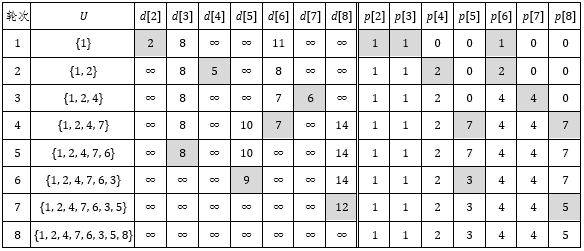 轮次 U d[2] d[3] d[4] d[5] d[6] d[7] d[8] p[2] p[3] p[4] p[5] p[6] p[7] p[8]
1 {1} 2 8 ∞ ∞ 11 ∞ ∞ 1 1 0 0 1 0 0
2 {1, 2} ∞ 8 5 ∞ 8 ∞ ∞ 1 1 2 0 2 0 0
3 {1, 2, 4} ∞ 8 ∞ ∞ 7 6 ∞ 1 1 2 0 4 4 0
4 {1, 2, 4, 7} ∞ 8 ∞ 10 7 ∞ 14 1 1 2 7 4 4 7
5 {1, 2, 4, 7, 6} ∞ 8 ∞ 10 ∞ ∞ 14 1 1 2 7 4 4 7
6 {1, 2, 4, 7, 6, 3} ∞ ∞ ∞ 9 ∞ ∞ 14 1 1 2 3 4 4 7
7 {1, 2, 4, 7, 6, 3, 5} ∞ ∞ ∞ ∞ ∞ ∞ 12 1 1 2 3 4 4 5
8 {1, 2, 4, 7, 6, 3, 5, 8} ∞ ∞ ∞ ∞ ∞ ∞ ∞ 1 1 2 3 4 4 5